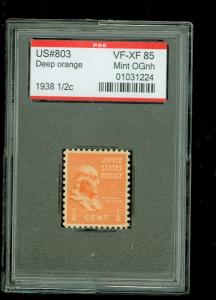 PSE
US#803 VF-XF 85
Deep orange Mint OGnh
01031224
1938 1/2c
UNITED
STATES
POSTAGE
1/2 CENT 1/2